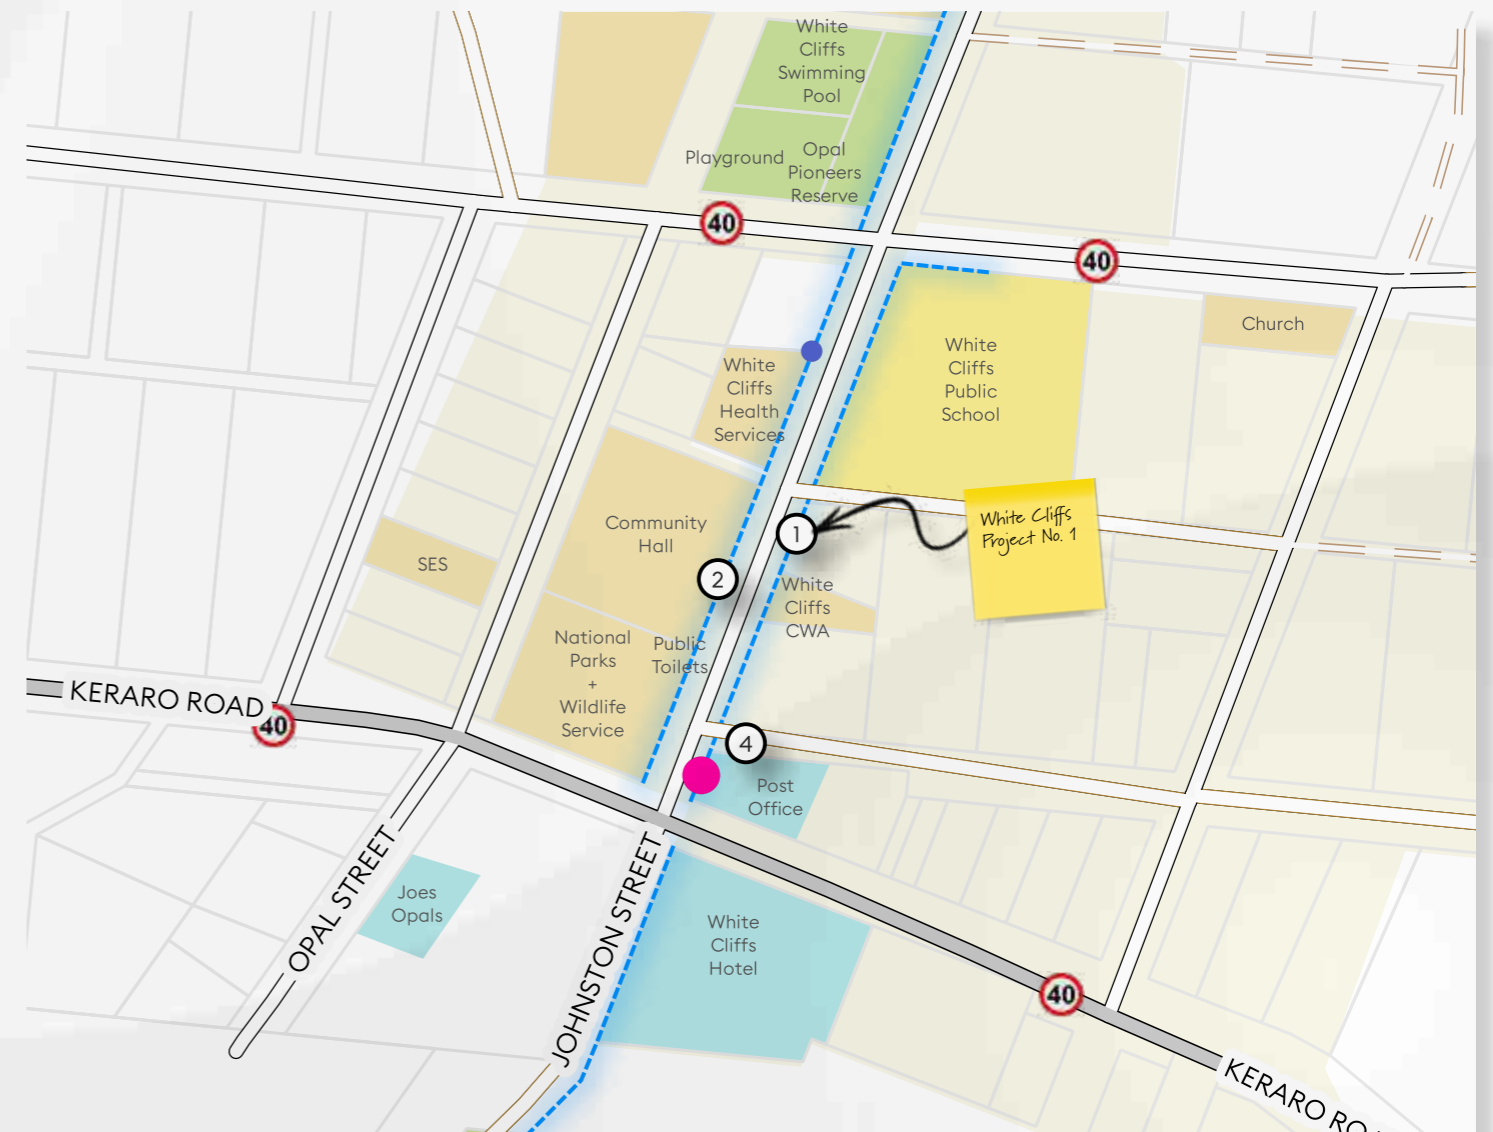 White
Cliffs
Swimming
Pool
Playground
Opal
Pioneers
Reserve
40
40
Church
White
Cliffs
Public
School
White
Cliffs
Health
Services
White Cliffs
Project No. 1
Community
Hall
1
SES
2
White
Cliffs
CWA
National
Parks
+
Wildlife
Service
Public
Toilets
KERARO ROAD
40
4
Post
Office
OPAL STREET
JOHNSTON STREET
Joes
Opals
White
Cliffs
Hotel
40
KERARO ROA